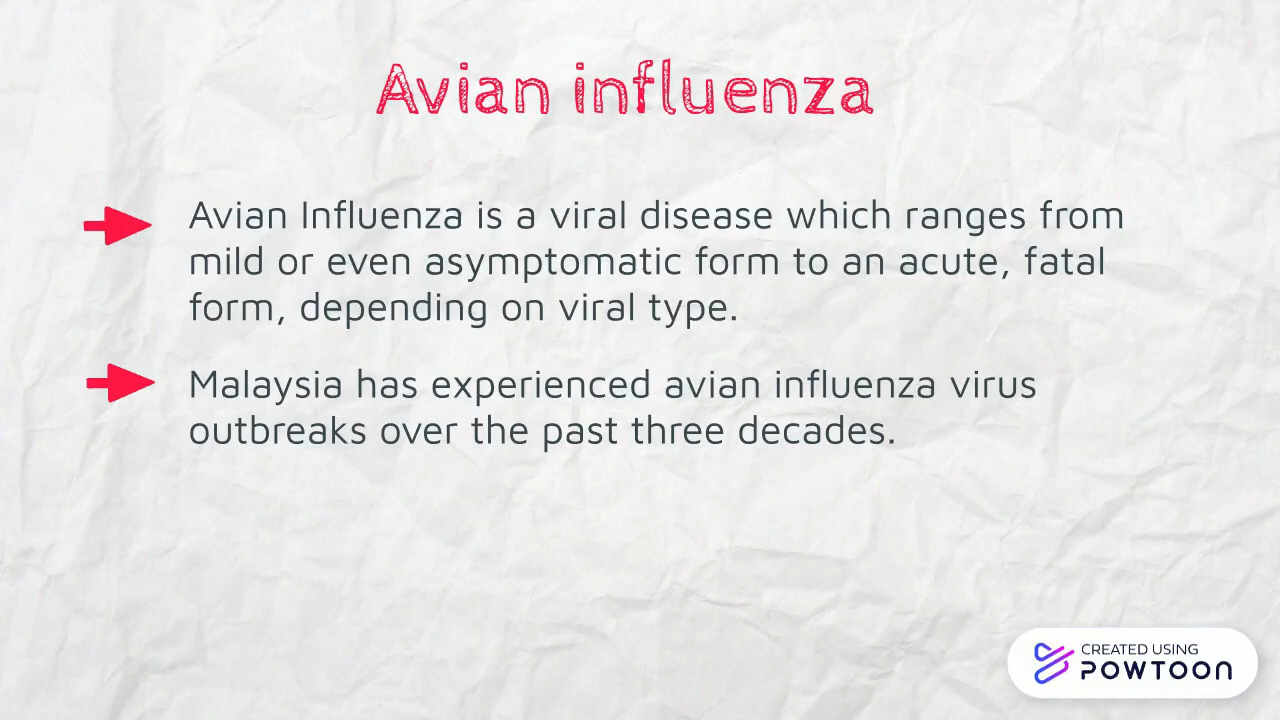 Avian influenza
Avian Influenza is a viral disease which ranges from
mild or even asymptomatic form to an acute, fatal
form, depending on viral type.
Malaysia has experienced avian influenza virus
outbreaks over the past three decades.
CREATED USING
POWTOON